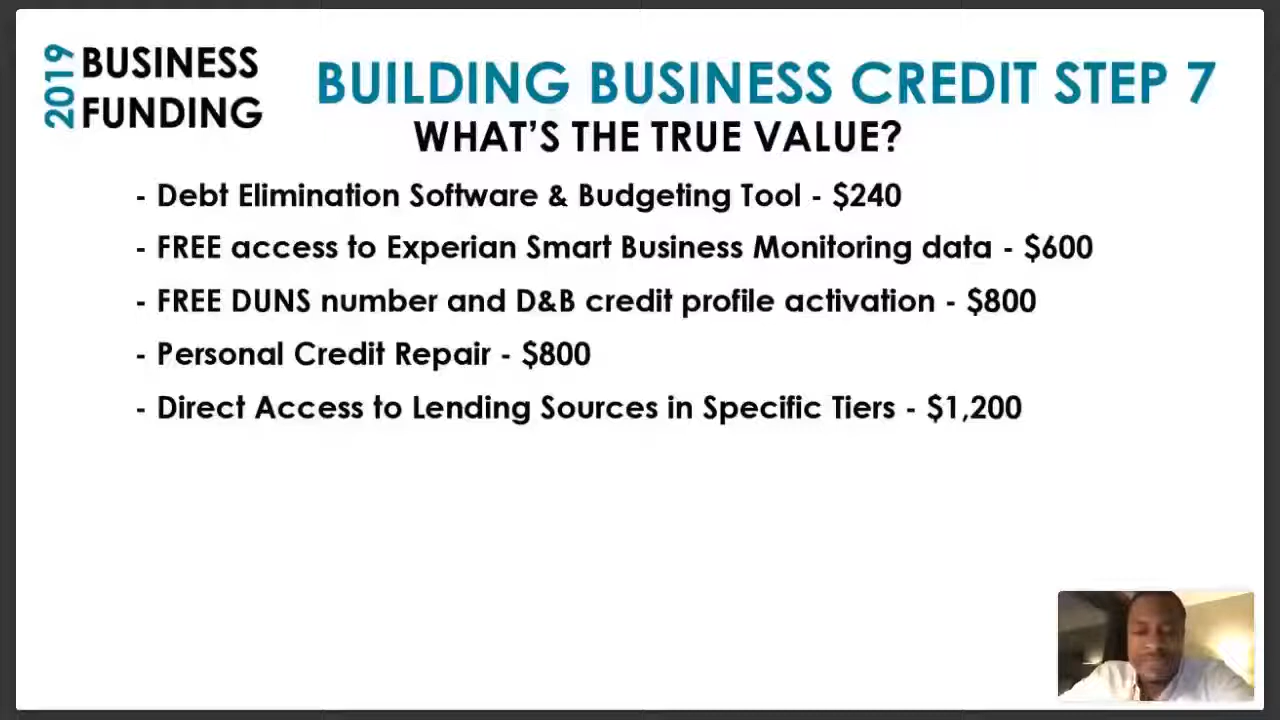 2019
BUSINESS
FUNDING
BUILDING BUSINESS CREDIT STEP 7
WHAT'S THE TRUE VALUE?
- Debt Elimination Software & Budgeting Tool - $240
- FREE access to Experian Smart Business Monitoring data - $600
- FREE DUNS number and D&B credit profile activation - $800
- Personal Credit Repair - $800
- Direct Access to Lending Sources in Specific Tiers - $1,200